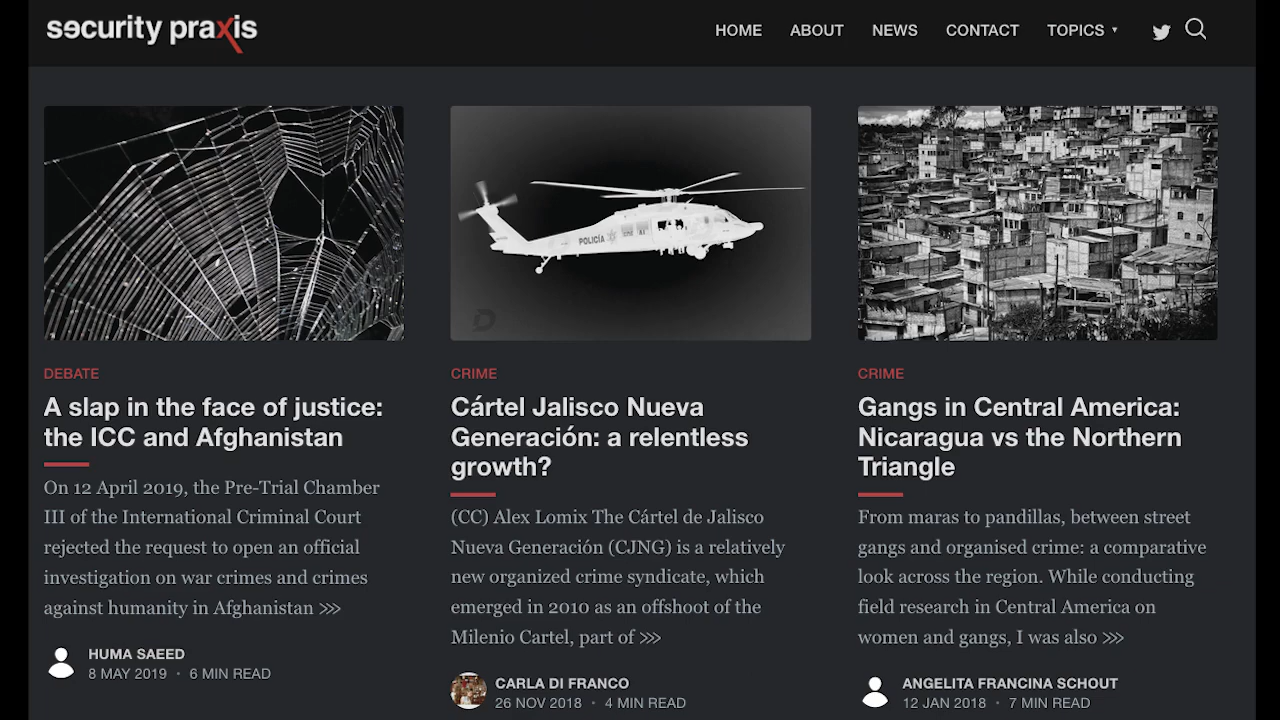 security praxis
HOME ABOUT NEWS CONTACT TOPICS ▾
POLICÍA
DEBATE
A slap in the face of justice:
the ICC and Afghanistan
On 12 April 2019, the Pre-Trial Chamber
III of the International Criminal Court
rejected the request to open an official
investigation on war crimes and crimes
against humanity in Afghanistan >>>
HUMA SAEED
8 MAY 2019 • 6 MIN READ
CRIME
Cártel Jalisco Nueva
Generación: a relentless
growth?
(CC) Alex Lomix The Cártel de Jalisco
Nueva Generación (CJNG) is a relatively
new organized crime syndicate, which
emerged in 2010 as an offshoot of the
Milenio Cartel, part of >>>
CARLA DI FRANCO
26 NOV 2018 • 4 MIN READ
CRIME
Gangs in Central America:
Nicaragua vs the Northern
Triangle
From maras to pandillas, between street
gangs and organised crime: a comparative
look across the region. While conducting
field research in Central America on
women and gangs, I was also >>>
ANGELITA FRANCINA SCHOUT
12 JAN 2018 • 7 MIN READ